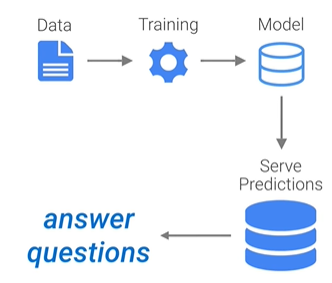 Data
Training
Model
Serve
Predictions
answer
questions